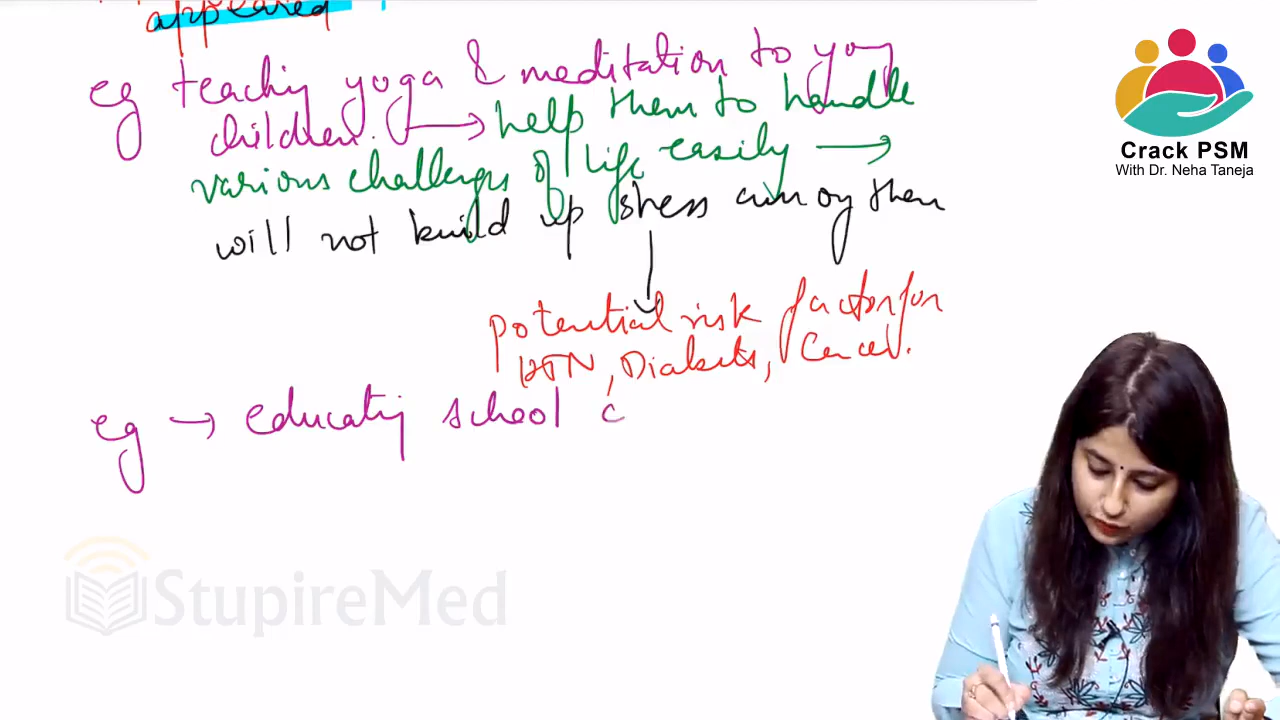 appeared
eg teaching yoga & meditation to young
children. → help them to handle
various challenges of life easily →
will not build up stress among them
potential risk factor for
HTN, Diabetes, Cancer.
eg → educating school c
Crack PSM
With Dr. Neha Taneja
StupireMed